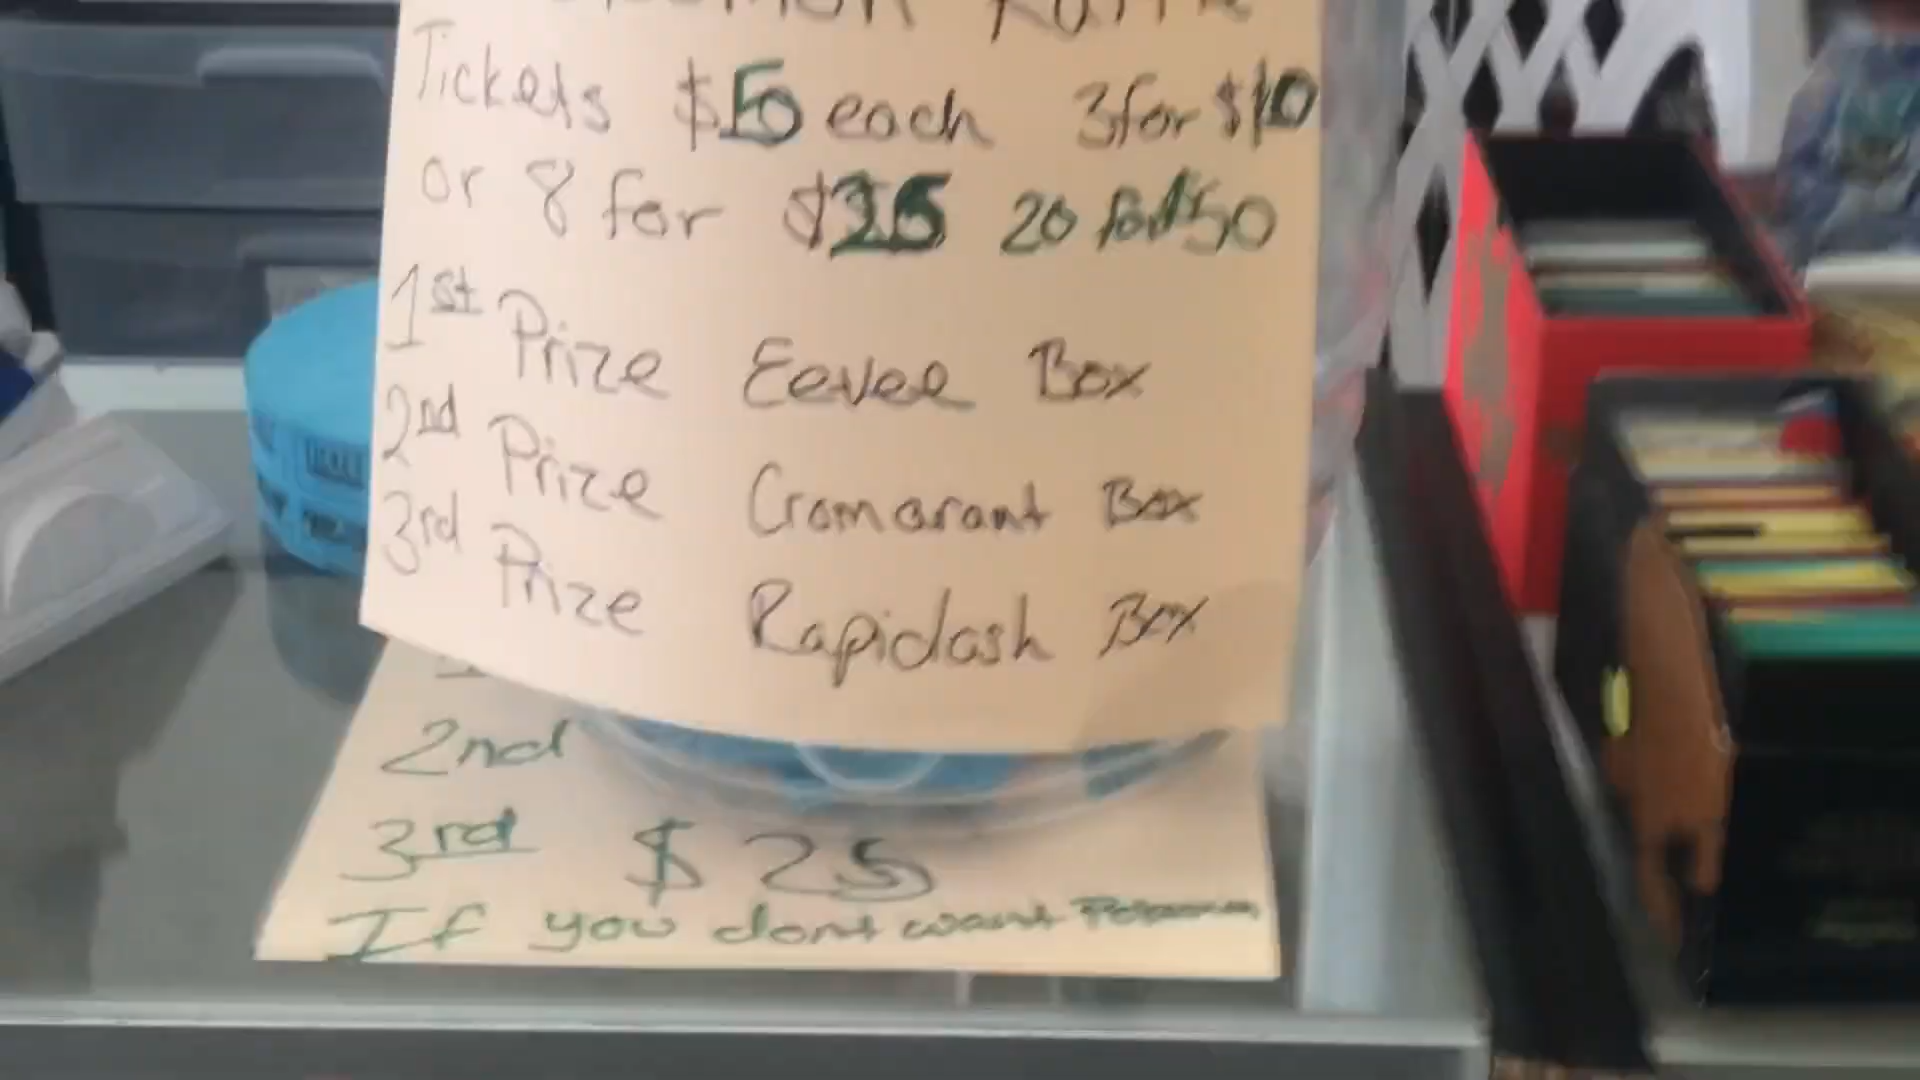 Tickets $5 each 3 for $10
or 8 for $25 20 for $50
1st Prize Eevee Box
2nd Prize Cramarant Box
3rd Prize Rapidash Box
2nd
3rd $25
If you dont want